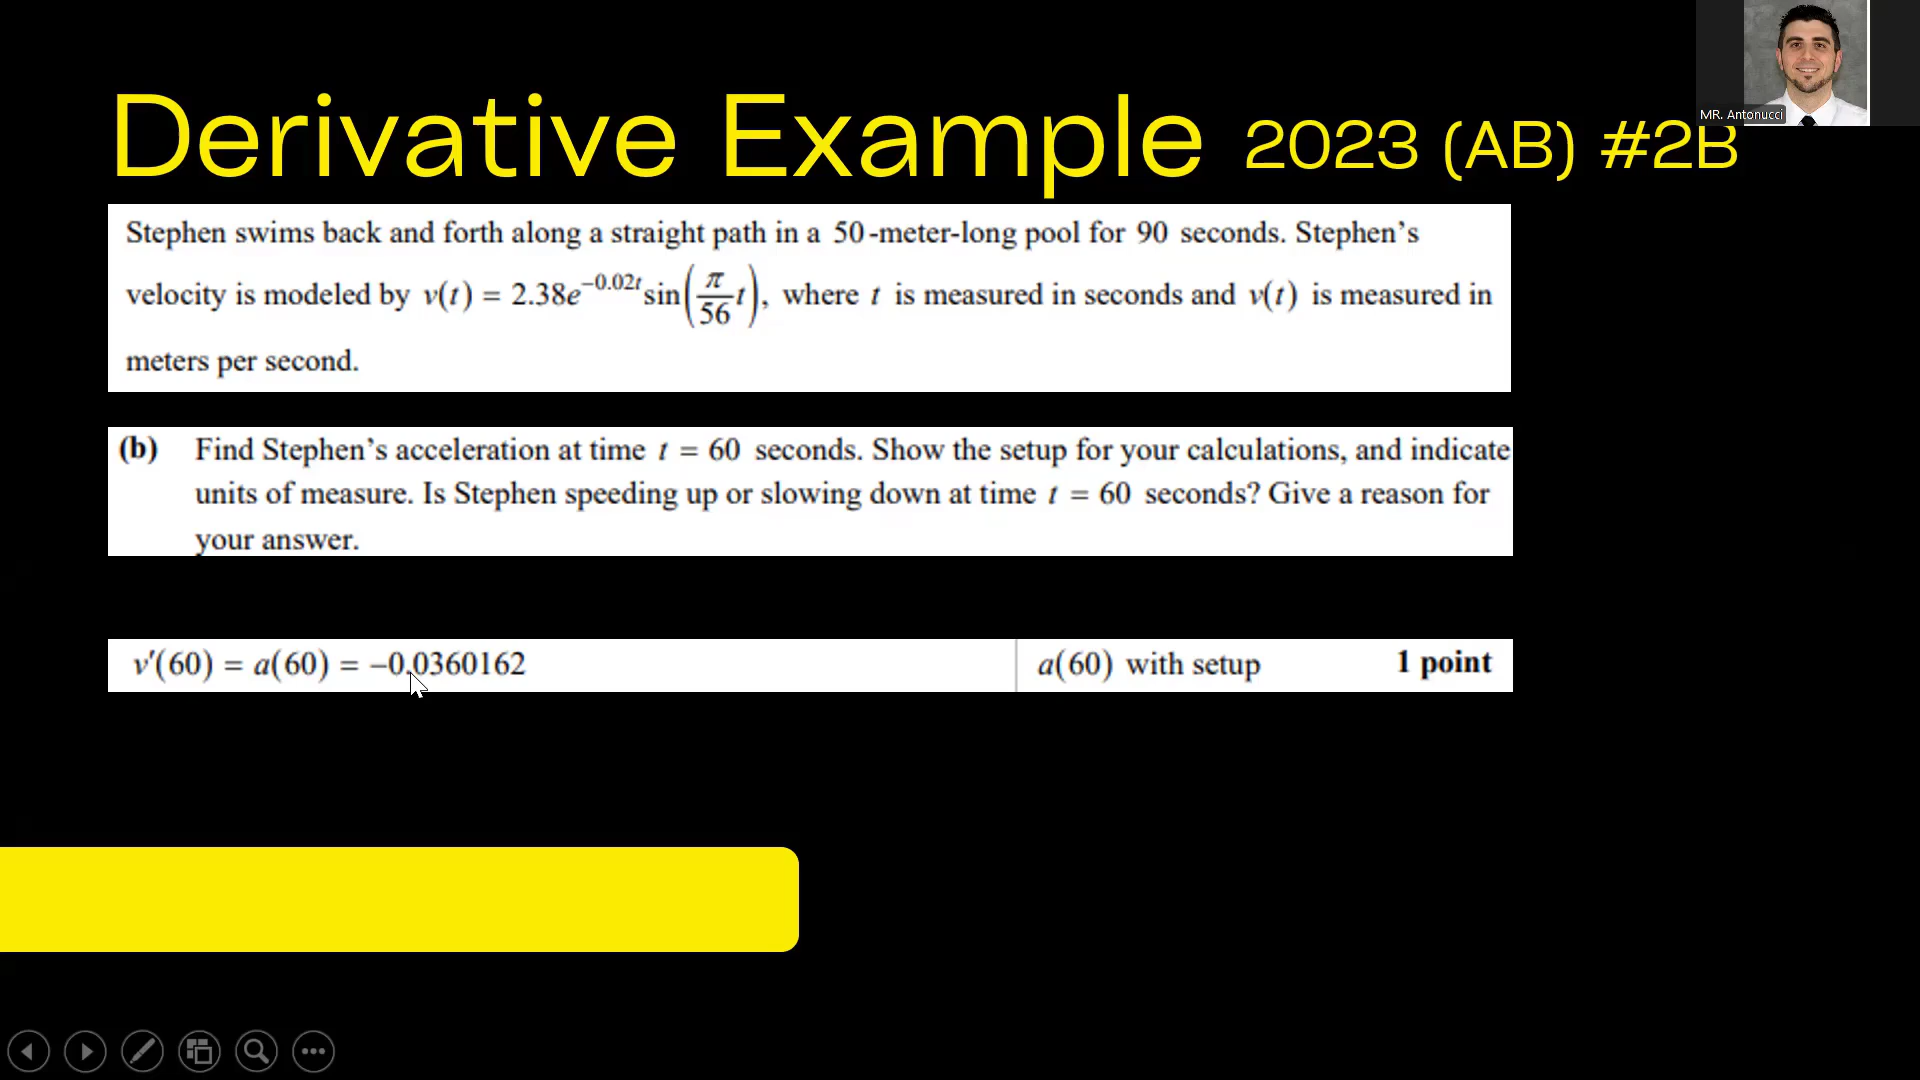 MR. Antonucci
Derivative Example 2023 (AB) #2B
Stephen swims back and forth along a straight path in a 50-meter-long pool for 90 seconds. Stephen’s
velocity is modeled by v(t) = 2.38e^{−0.02t} sin(π/56 t), where t is measured in seconds and v(t) is measured in
meters per second.
(b) Find Stephen’s acceleration at time t = 60 seconds. Show the setup for your calculations, and indicate
units of measure. Is Stephen speeding up or slowing down at time t = 60 seconds? Give a reason for
your answer.
v′(60) = a(60) = −0.0360162 a(60) with setup 1 point